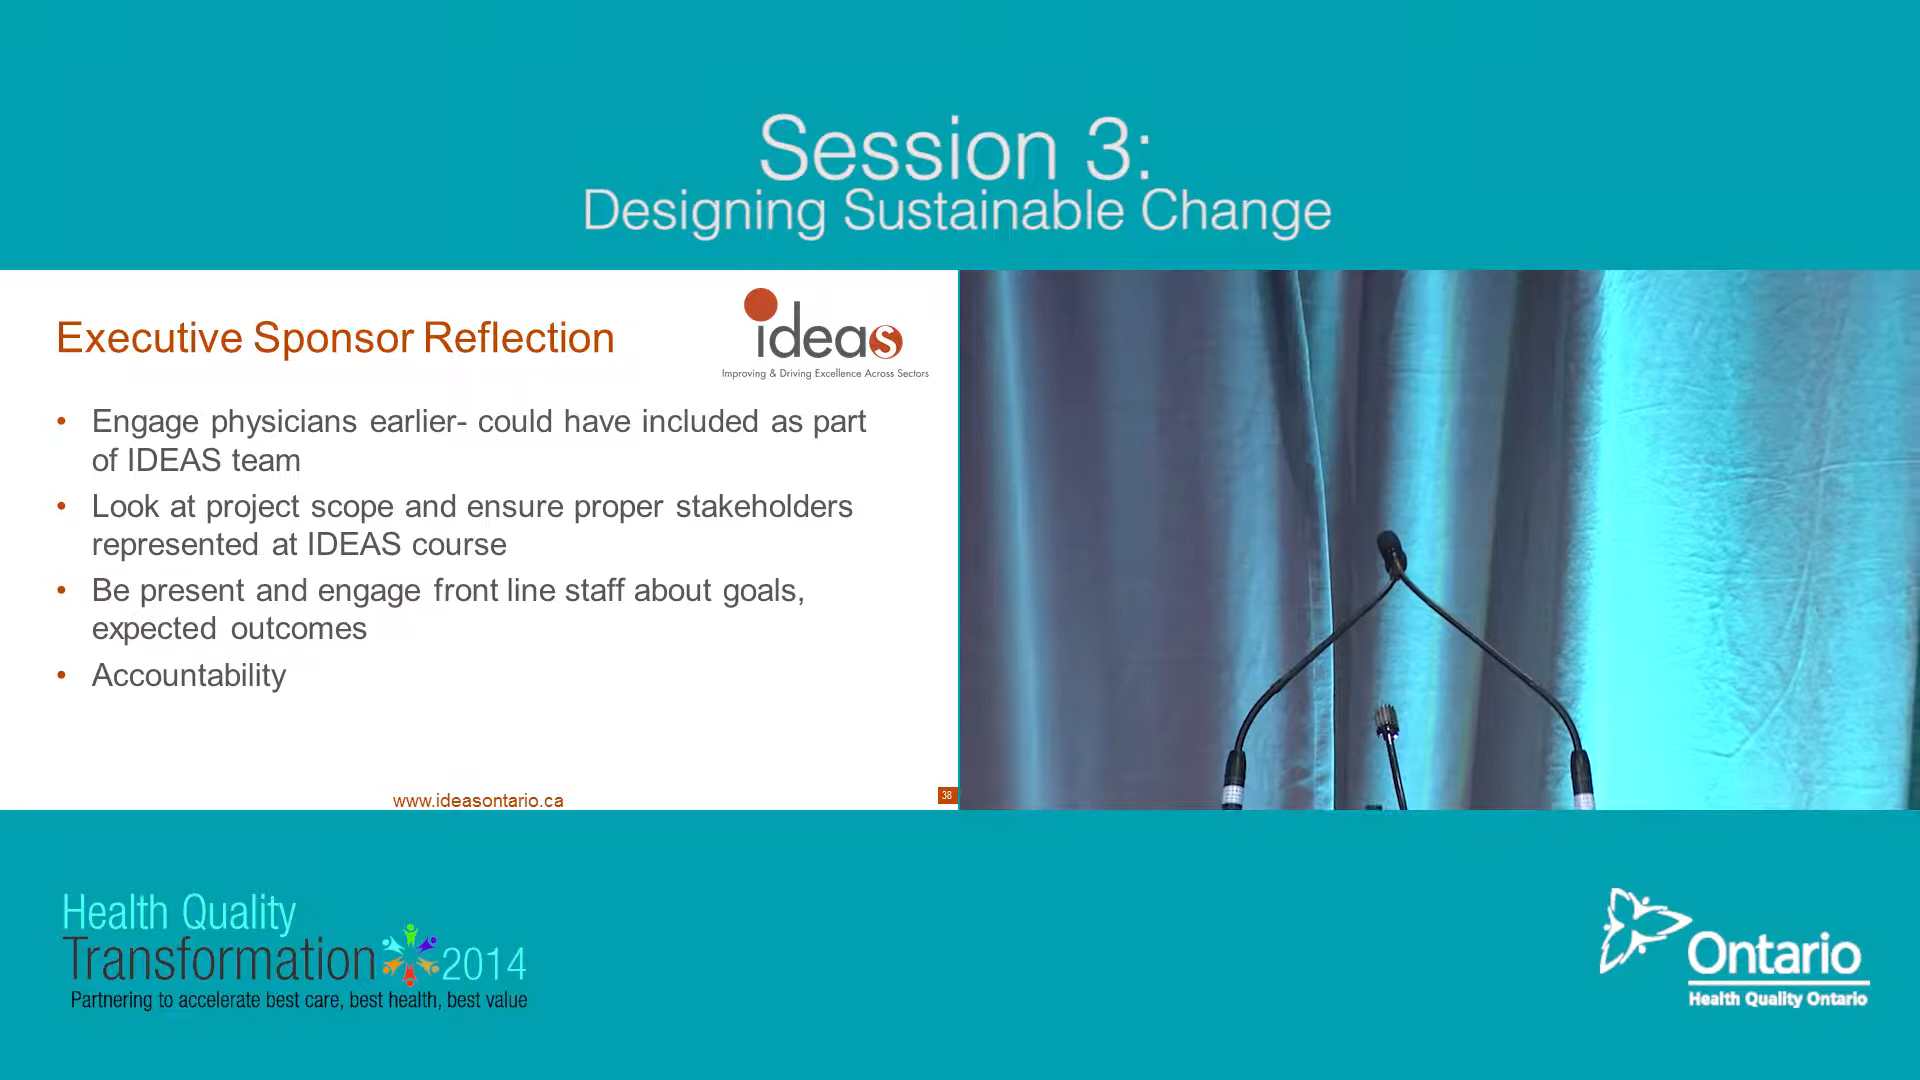 Session 3:
Designing Sustainable Change
Executive Sponsor Reflection
ideas
Improving & Driving Excellence Across Sectors
• Engage physicians earlier- could have included as part
of IDEAS team
• Look at project scope and ensure proper stakeholders
represented at IDEAS course
• Be present and engage front line staff about goals,
expected outcomes
• Accountability
www.ideasontario.ca
38
Health Quality
Transformation 2014
Partnering to accelerate best care, best health, best value
Ontario
Health Quality Ontario